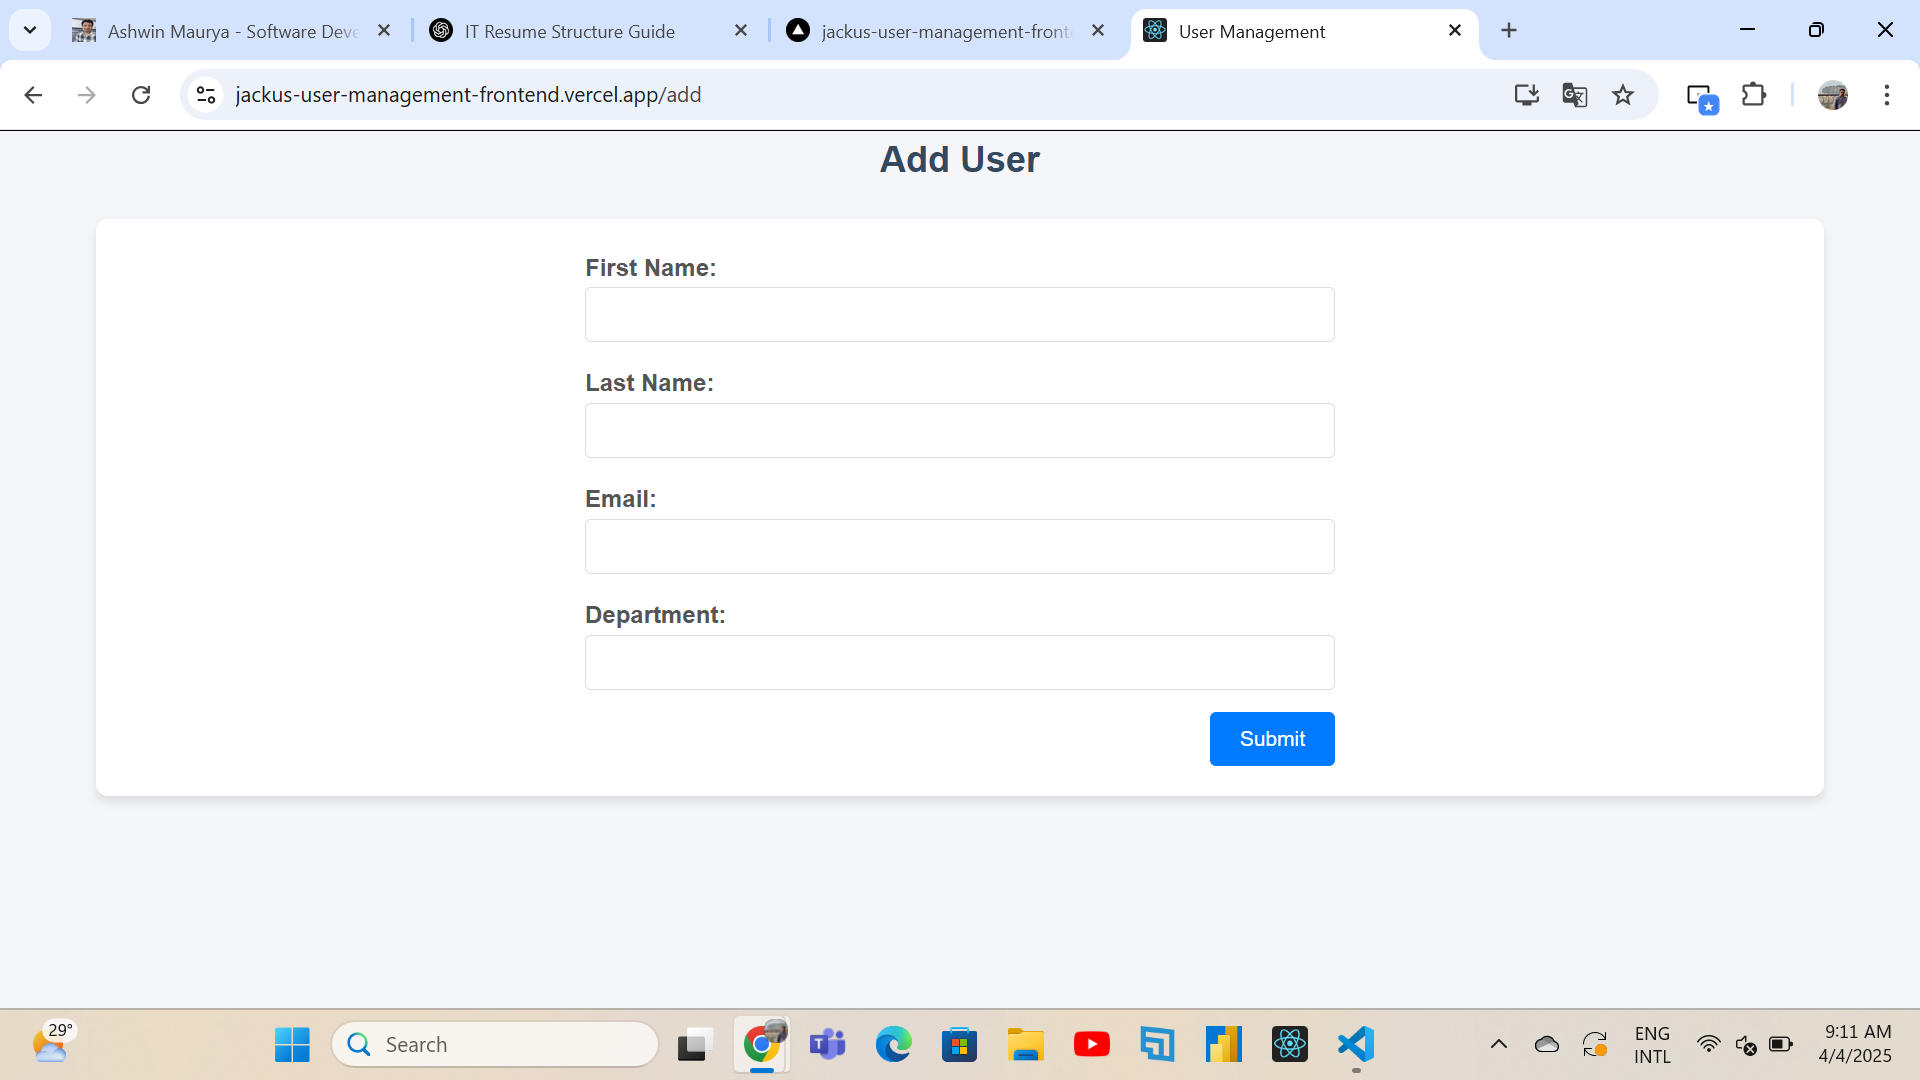 Ashwin Maurya - Software Deve
IT Resume Structure Guide
jackus-user-management-fronte
User Management
jackus-user-management-frontend.vercel.app/add
Add User
First Name:
Last Name:
Email:
Department:
Submit
29°
Search
ENG
INTL
9:11 AM
4/4/2025